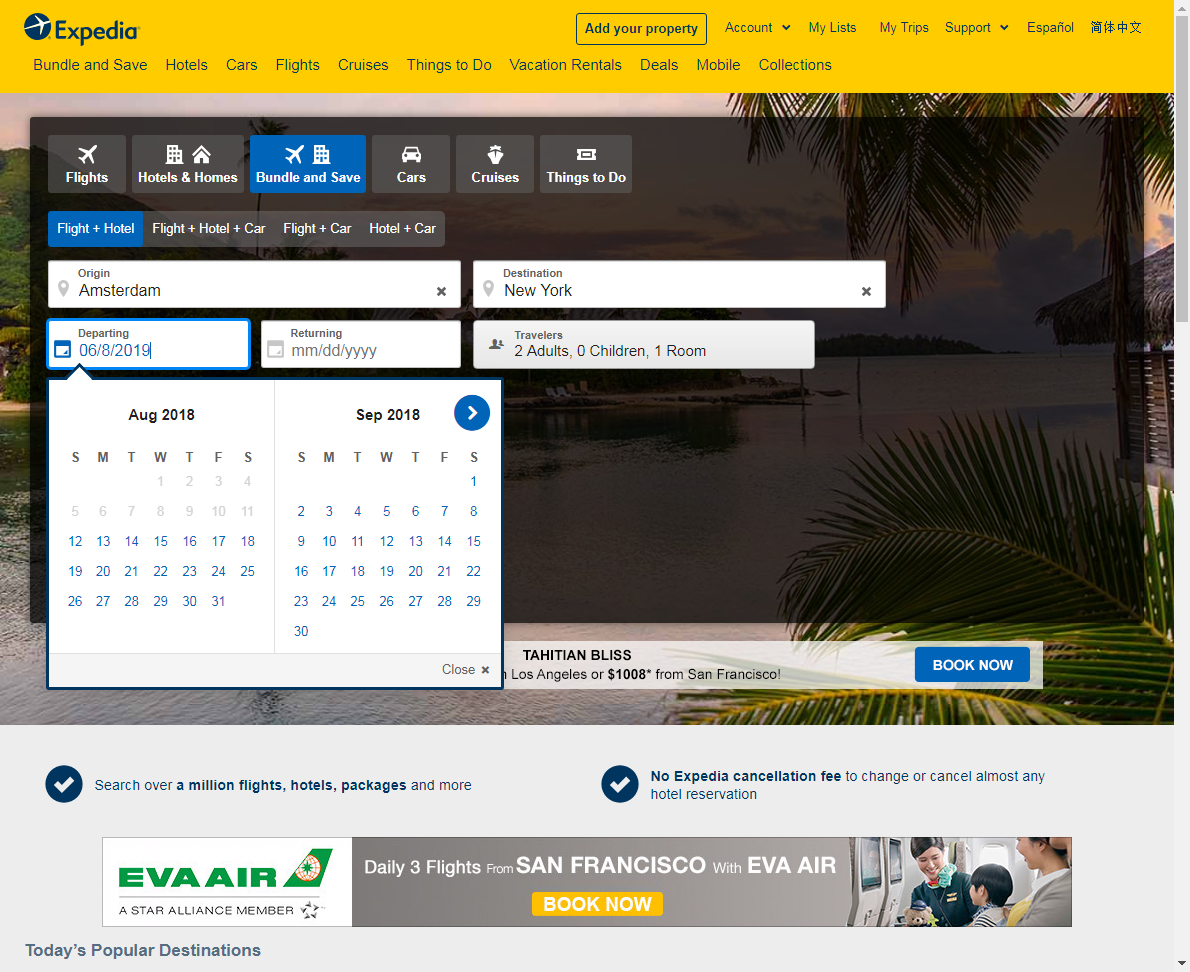 Expedia
Add your property
Account
My Lists
My Trips
Support
Español
简体中文
Bundle and Save
Hotels
Cars
Flights
Cruises
Things to Do
Vacation Rentals
Deals
Mobile
Collections
Flights
Hotels & Homes
Bundle and Save
Cars
Cruises
Things to Do
Flight + Hotel
Flight + Hotel + Car
Flight + Car
Hotel + Car
Origin
Amsterdam
Destination
New York
Departing
06/8/2019
Returning
mm/dd/yyyy
Travelers
2 Adults, 0 Children, 1 Room
Aug 2018
S M T W T F S
1 2 3 4
5 6 7 8 9 10 11
12 13 14 15 16 17 18
19 20 21 22 23 24 25
26 27 28 29 30 31
Sep 2018
S M T W T F S
1
2 3 4 5 6 7 8
9 10 11 12 13 14 15
16 17 18 19 20 21 22
23 24 25 26 27 28 29
30
Close
TAHITIAN BLISS
Los Angeles or $1008* from San Francisco!
BOOK NOW
Search over a million flights, hotels, packages and more
No Expedia cancellation fee to change or cancel almost any
hotel reservation
EVA AIR
A STAR ALLIANCE MEMBER
Daily 3 Flights From SAN FRANCISCO With EVA AIR
BOOK NOW
Today's Popular Destinations